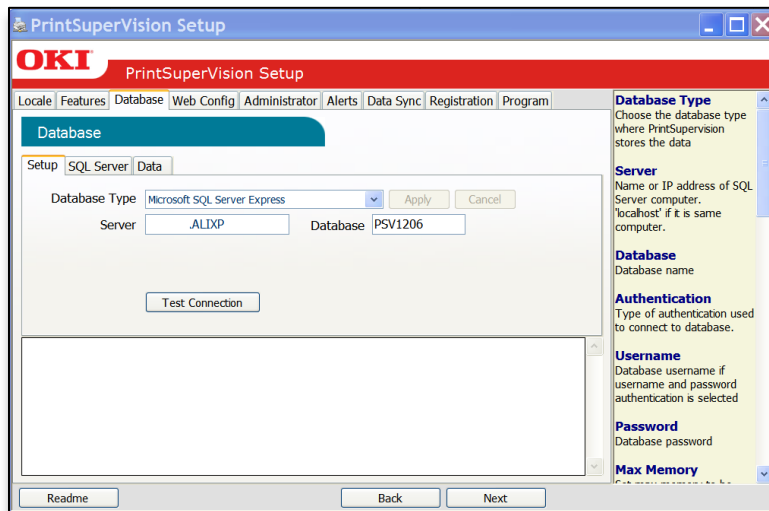 PrintSuperVision Setup
OKI
PrintSuperVision Setup
Locale Features Database Web Config Administrator Alerts Data Sync Registration Program
Database
Setup SQL Server Data
Database Type Microsoft SQL Server Express Apply Cancel
Server .ALIXP Database PSV1206
Test Connection
Readme Back Next
Database Type
Choose the database type
where PrintSupervision
stores the data
Server
Name or IP address of SQL
Server computer.
'localhost' if it is same
computer.
Database
Database name
Authentication
Type of authentication used
to connect to database.
Username
Database username if
username and password
authentication is selected
Password
Database password
Max Memory